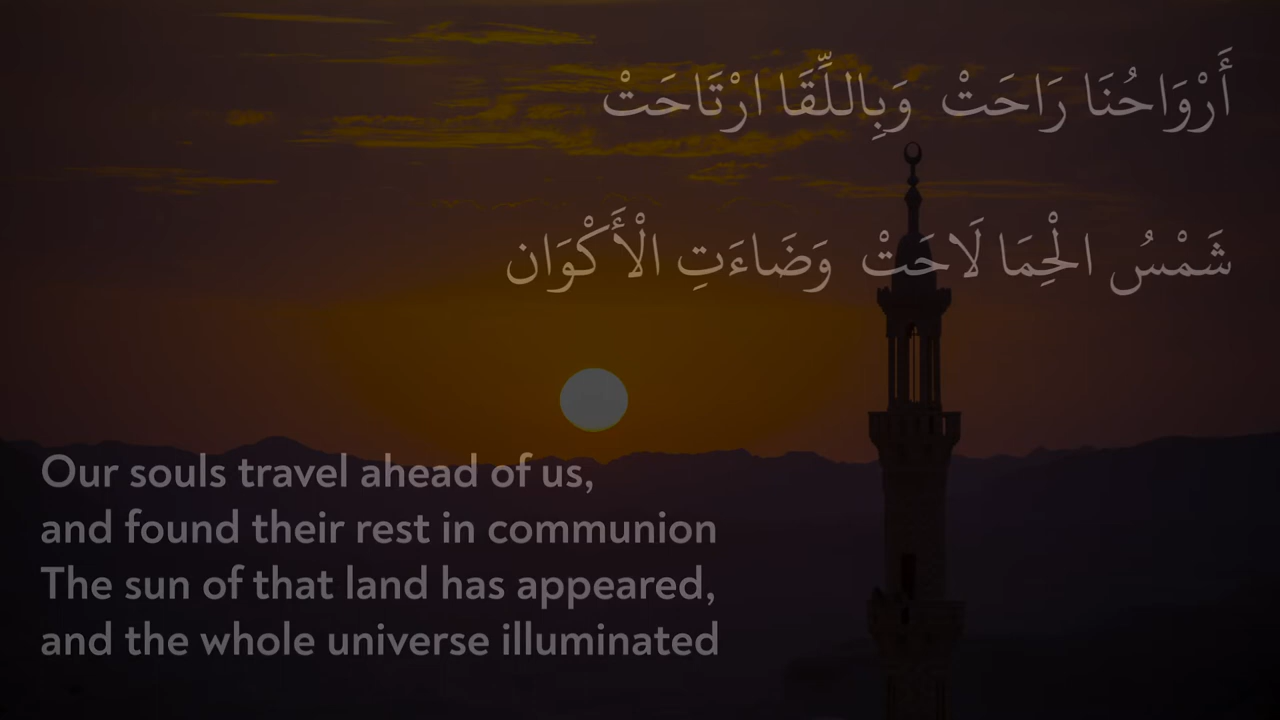 أَرْوَاحُنَا رَاحَتْ وَبِاللِّقَا ارْتَاحَتْ
شَمْسُ الْحِمَا لَاحَتْ وَضَاءَتِ الْأَكْوَان
Our souls travel ahead of us,
and found their rest in communion
The sun of that land has appeared,
and the whole universe illuminated